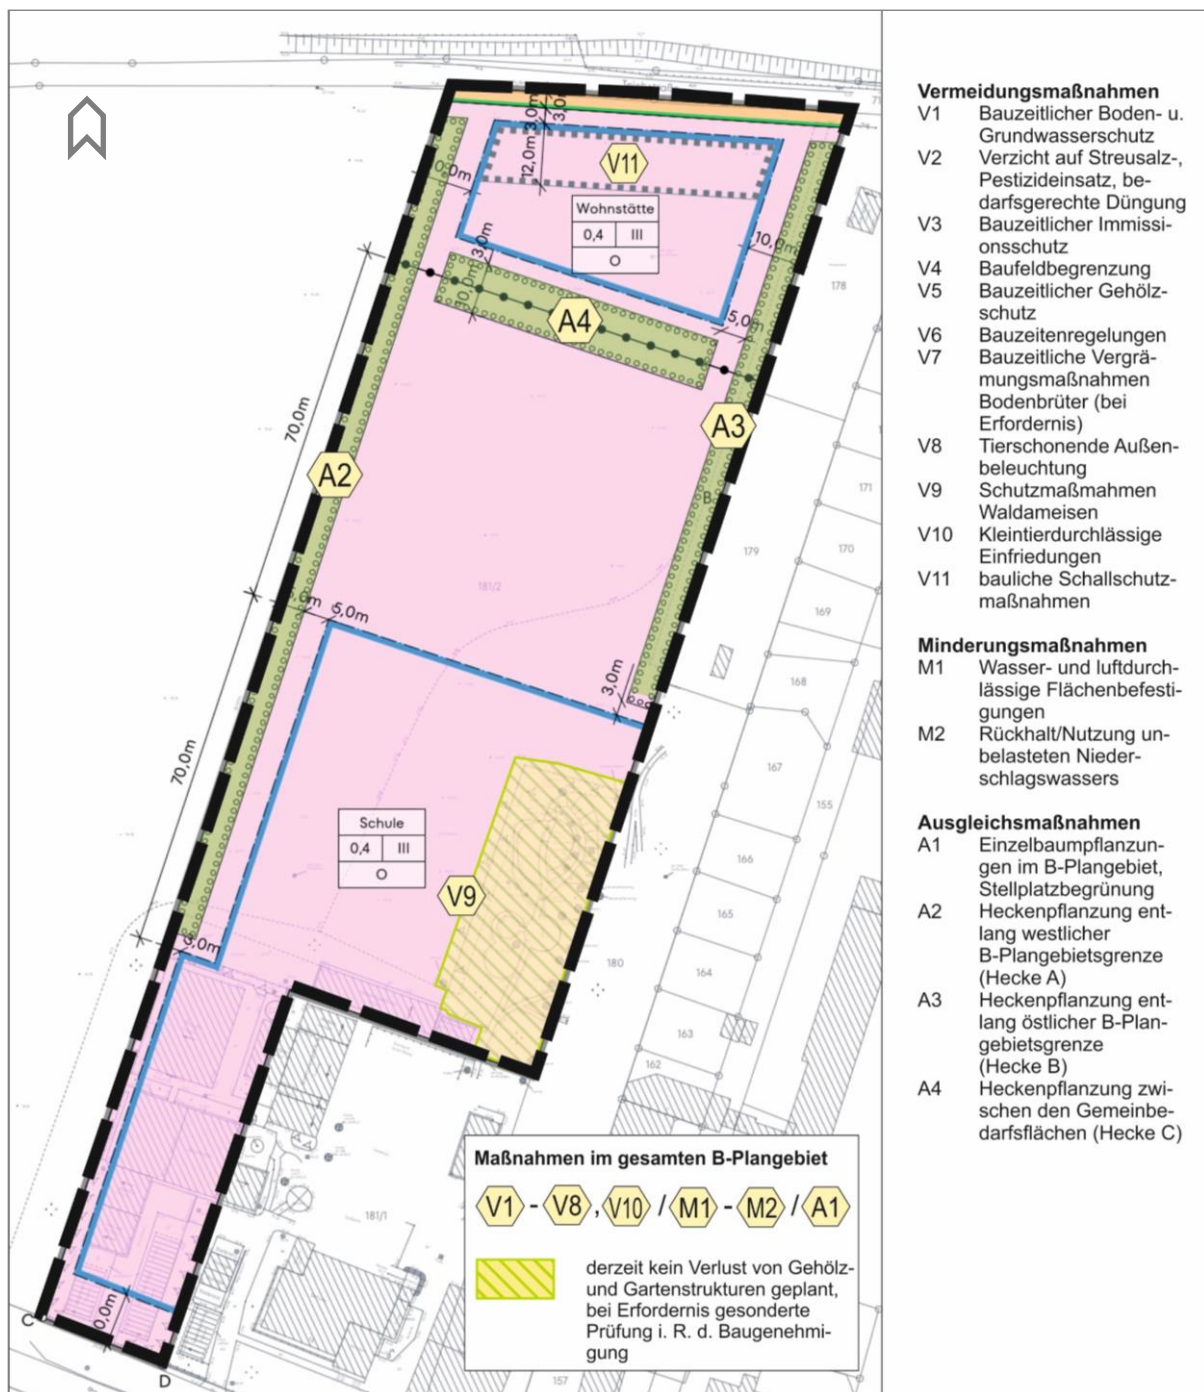 3,0m
3,0m
12,0m
V11
Wohnstätte
0,4 III
O
3,0m
10,0m
178
5,0m
A4
70,0m
A3
A2
B
171
179
170
181/2
169
5,0m
3,0m
168
70,0m
167
155
Schule
0,4 III
O
166
V9
165
3,0m
180
164
163
162
181/1
C
D
157
Maßnahmen im gesamten B-Plangebiet
V1 - V8 , V10 / M1 - M2 / A1
derzeit kein Verlust von Gehölz-
und Gartenstrukturen geplant,
bei Erfordernis gesonderte
Prüfung i. R. d. Baugenehmi-
gung
Vermeidungsmaßnahmen
V1 Bauzeitlicher Boden- u.
Grundwasserschutz
V2 Verzicht auf Streusalz-,
Pestizideinsatz, be-
darfsgerechte Düngung
V3 Bauzeitlicher Immissi-
onsschutz
V4 Baufeldbegrenzung
V5 Bauzeitlicher Gehölz-
schutz
V6 Bauzeitenregelungen
V7 Bauzeitliche Vergrä-
mungsmaßnahmen
Bodenbrüter (bei
Erfordernis)
V8 Tierschonende Außen-
beleuchtung
V9 Schutzmaßmahmen
Waldameisen
V10 Kleintierdurchlässige
Einfriedungen
V11 bauliche Schallschutz-
maßnahmen
Minderungsmaßnahmen
M1 Wasser- und luftdurch-
lässige Flächenbefesti-
gungen
M2 Rückhalt/Nutzung un-
belasteten Nieder-
schlagswassers
Ausgleichsmaßnahmen
A1 Einzelbaumpflanzun-
gen im B-Plangebiet,
Stellplatzbegrünung
A2 Heckenpflanzung ent-
lang westlicher
B-Plangebietsgrenze
(Hecke A)
A3 Heckenpflanzung ent-
lang östlicher B-Plan-
gebietsgrenze
(Hecke B)
A4 Heckenpflanzung zwi-
schen den Gemeinbe-
darfsflächen (Hecke C)